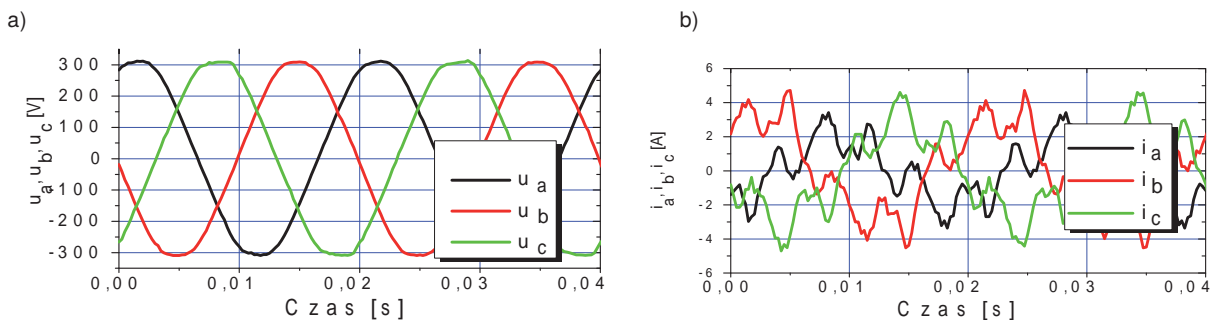 a)
u_a, u_b, u_c [V]
300
200
100
0
-100
-200
-300
0,00
0,01
0,02
0,03
0,04
Czas [s]
u a
u b
u c
b)
i_a, i_b, i_c [A]
6
4
2
0
-2
-4
-6
0,00
0,01
0,02
0,03
0,04
Czas [s]
i a
i b
i c